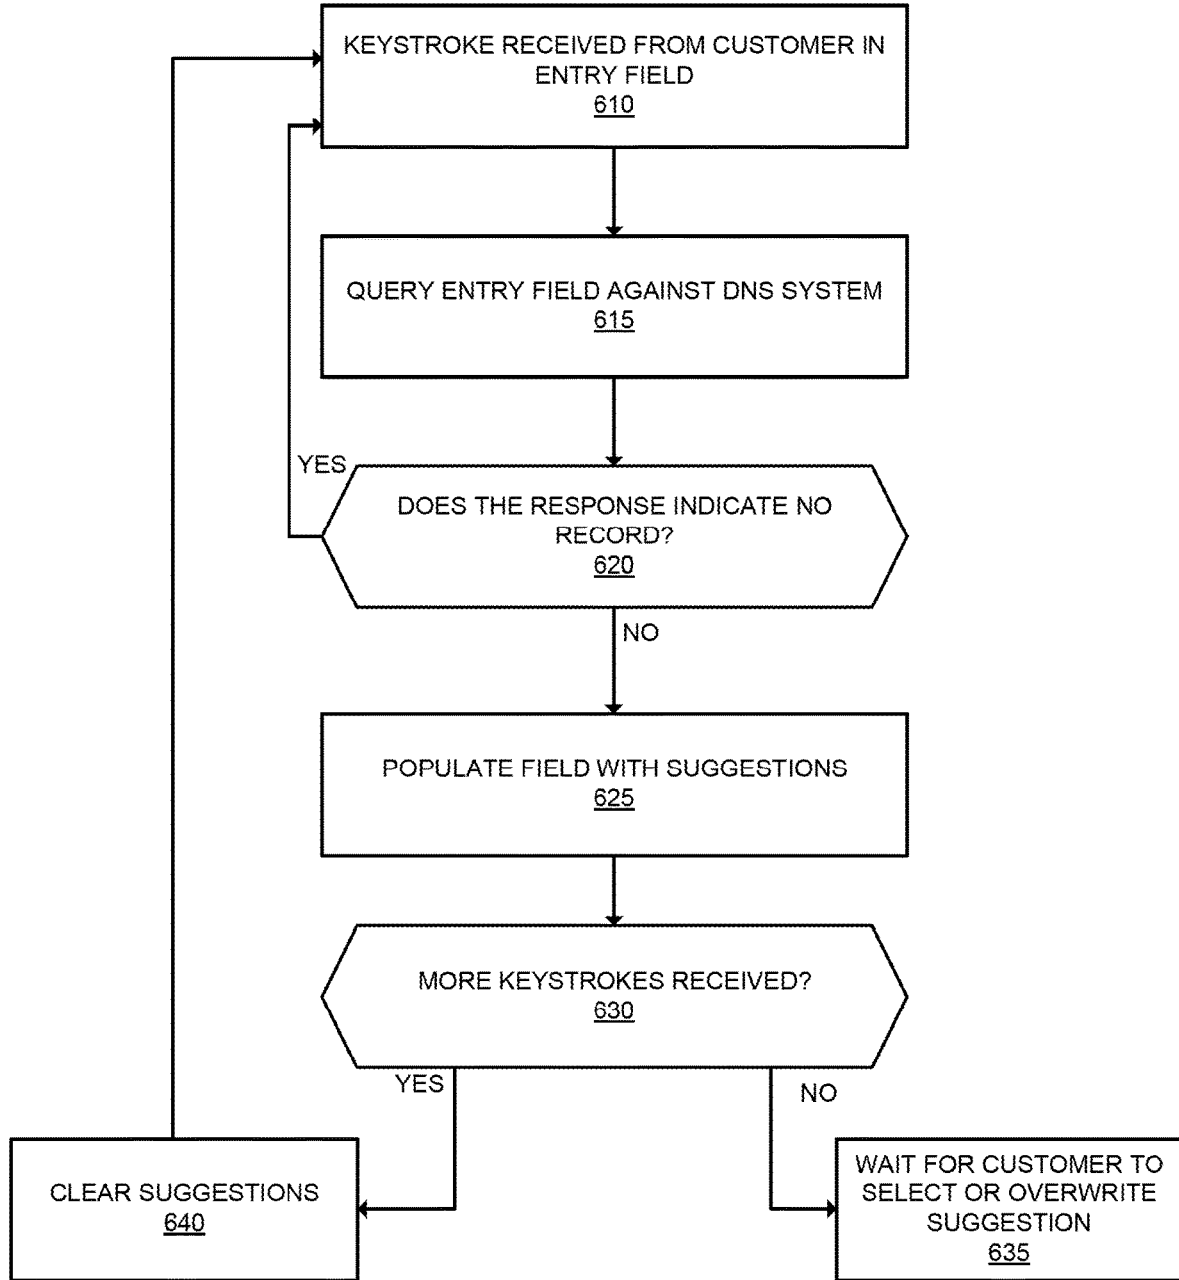 KEYSTROKE RECEIVED FROM CUSTOMER IN
ENTRY FIELD
610
QUERY ENTRY FIELD AGAINST DNS SYSTEM
615
YES
DOES THE RESPONSE INDICATE NO
RECORD?
620
NO
POPULATE FIELD WITH SUGGESTIONS
625
MORE KEYSTROKES RECEIVED?
630
YES
NO
CLEAR SUGGESTIONS
640
WAIT FOR CUSTOMER TO
SELECT OR OVERWRITE
SUGGESTION
635